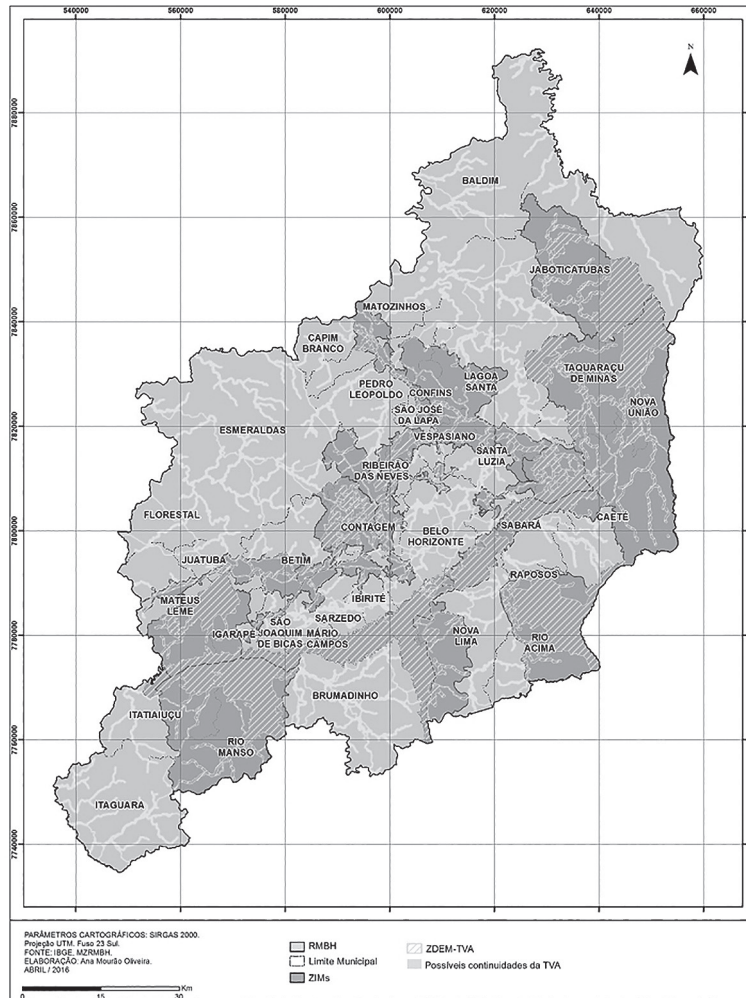 540000 560000 580000 600000 620000 640000 660000
N
7880000
7860000
7840000
7820000
7800000
7780000
7760000
7740000
BALDIM
JABOTICATUBAS
MATOZINHOS
CAPIM
BRANCO
TAQUARAÇU
DE MINAS
LAGOA
SANTA
PEDRO
LEOPOLDO
CONFINS
NOVA
UNIÃO
SÃO JOSÉ
DA LAPA
ESMERALDAS
VESPASIANO
SANTA
LUZIA
RIBEIRÃO
DAS NEVES
FLORESTAL
CONTAGEM
BELO
HORIZONTE
SABARÁ
CAETÉ
JUATUBA
BETIM
RAPOSOS
MATEUS
LEME
IBIRITÉ
SARZEDO
IGARAPÉ
SÃO
JOAQUIM
DE BICAS
MÁRIO
CAMPOS
NOVA
LIMA
RIO
ACIMA
BRUMADINHO
ITATIAIUÇU
RIO
MANSO
ITAGUARA
PARÂMETROS CARTOGRÁFICOS: SIRGAS 2000.
Projeção UTM. Fuso 23 Sul.
FONTE: IBGE, MZRMBH.
ELABORAÇÃO: Ana Mourão Oliveira.
ABRIL / 2016
Km
0 15 30
RMBH
Limite Municipal
ZIMs
ZDEM-TVA
Possíveis continuidades da TVA